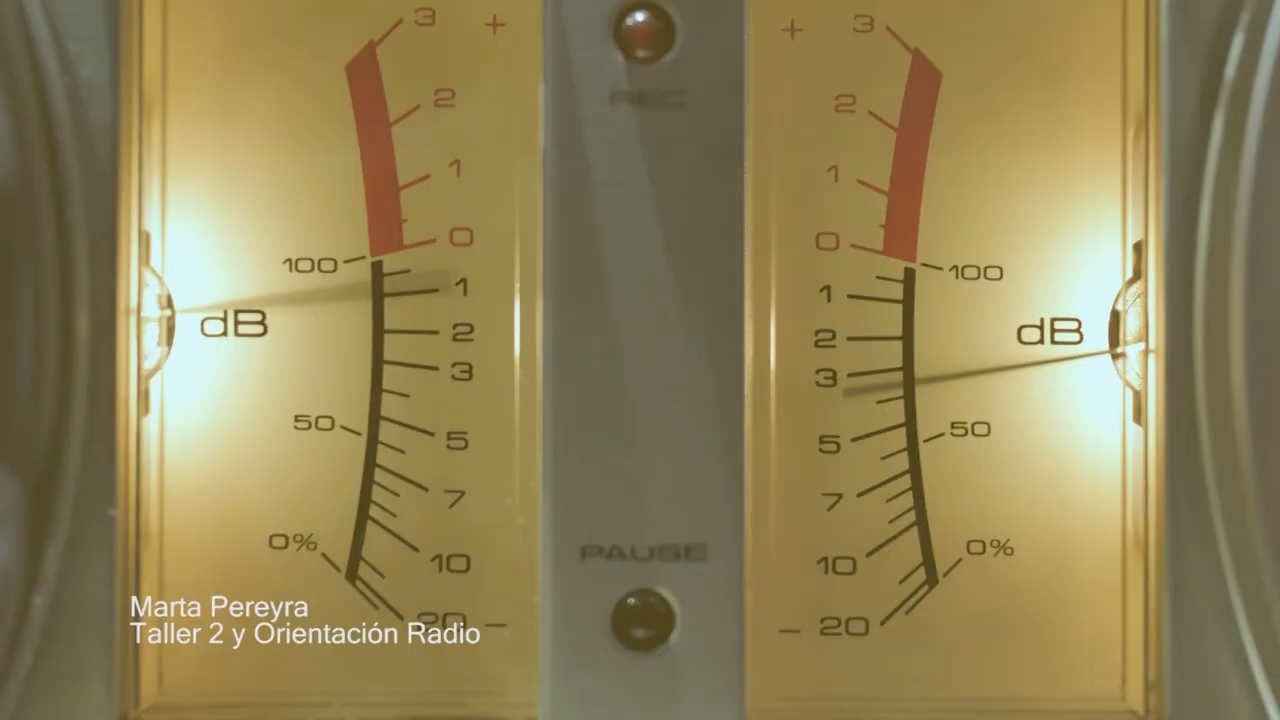 3 + + 3
REC
2 2
1 1
0 0
100 100
1 1
dB dB
2 2
3 3
50 50
5 5
7 7
PAUSE
0% 0%
10 10
20 - - 20
Marta Pereyra
Taller 2 y Orientación Radio